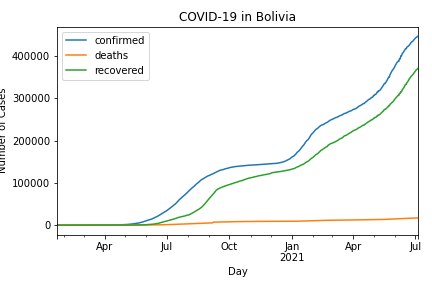 COVID-19 in Bolivia
confirmed
deaths
recovered
Number of Cases
400000
300000
200000
100000
0
Apr Jul Oct Jan Apr Jul
2021
Day